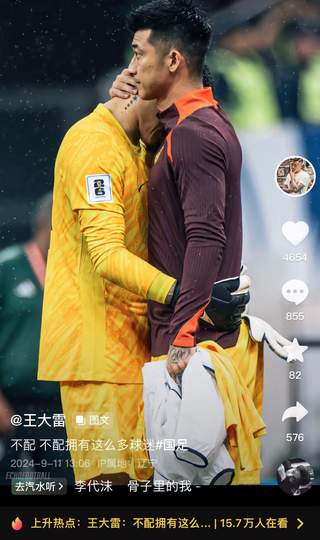 26
4654
855
82
576
@王大雷 图文
不配 不配拥有这么多球迷#国足
2024-9-11 13:06 IP属地：辽宁
去汽水听 > 李代沫 骨子里的我 -
上升热点：王大雷：不配拥有这么... | 15.7万人在看 >